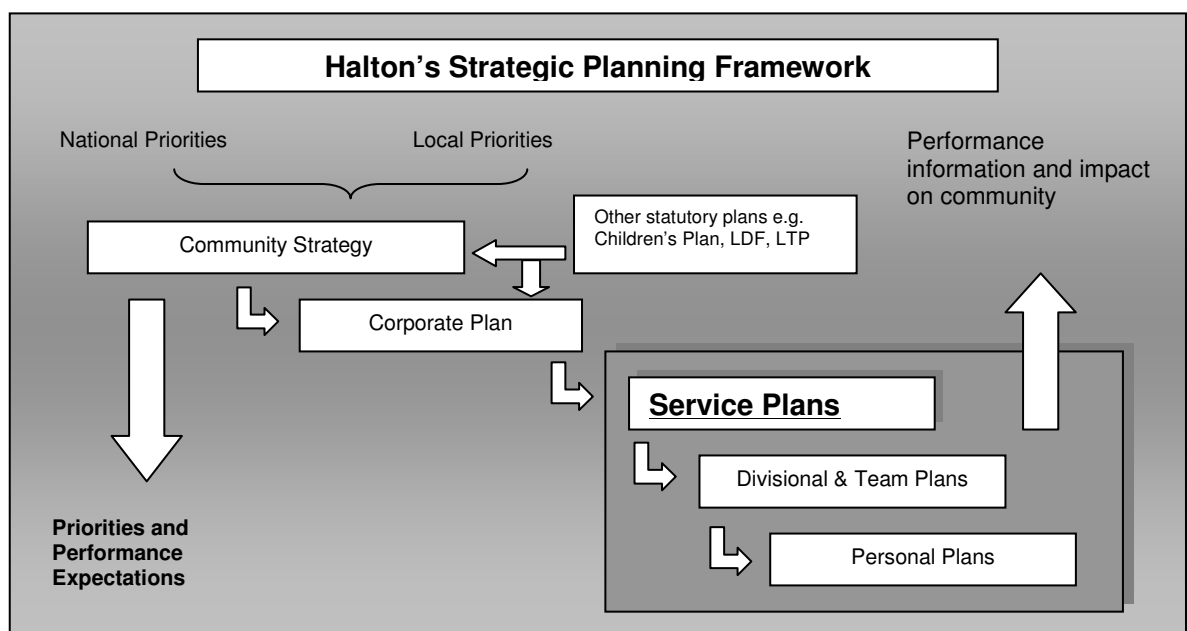 Halton's Strategic Planning Framework
National Priorities
Local Priorities
Performance
information and impact
on community
Other statutory plans e.g.
Children's Plan, LDF, LTP
Community Strategy
Corporate Plan
Service Plans
Divisional & Team Plans
Personal Plans
Priorities and
Performance
Expectations